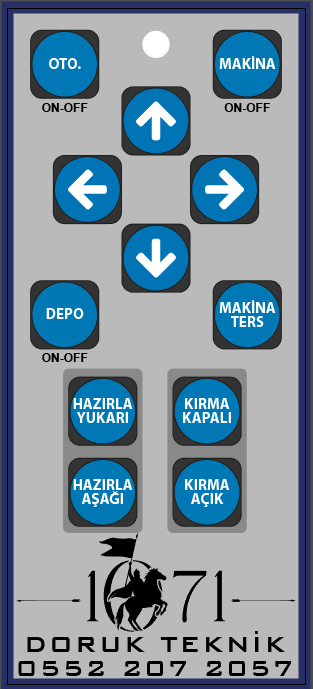 OTO.
MAKİNA
ON-OFF
ON-OFF
DEPO
MAKİNA
TERS
ON-OFF
HAZIRLA
YUKARI
KIRMA
KAPALI
HAZIRLA
AŞAĞI
KIRMA
AÇIK
1071
DORUK TEKNİK
0552 207 2057